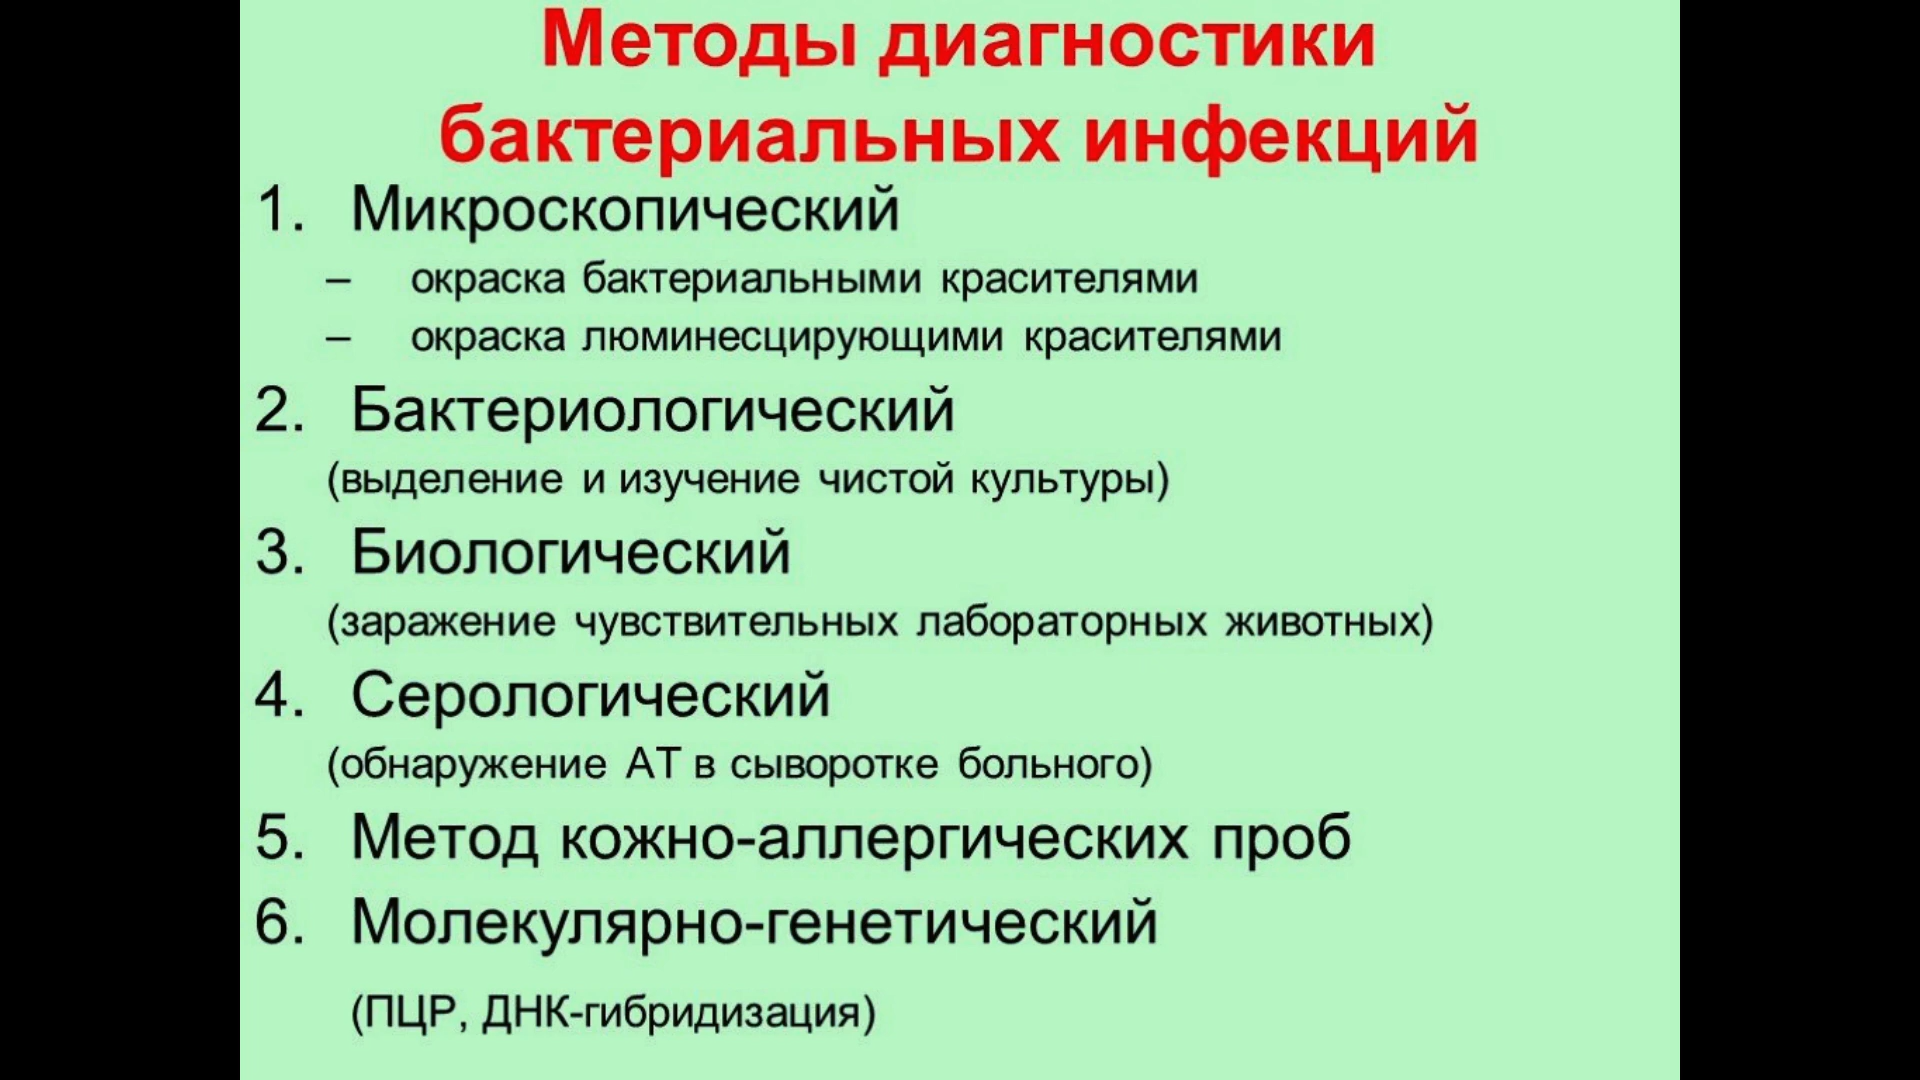 Методы диагностики
бактериальных инфекций
1. Микроскопический
– окраска бактериальными красителями
– окраска люминесцирующими красителями
2. Бактериологический
(выделение и изучение чистой культуры)
3. Биологический
(заражение чувствительных лабораторных животных)
4. Серологический
(обнаружение АТ в сыворотке больного)
5. Метод кожно-аллергических проб
6. Молекулярно-генетический
(ПЦР, ДНК-гибридизация)